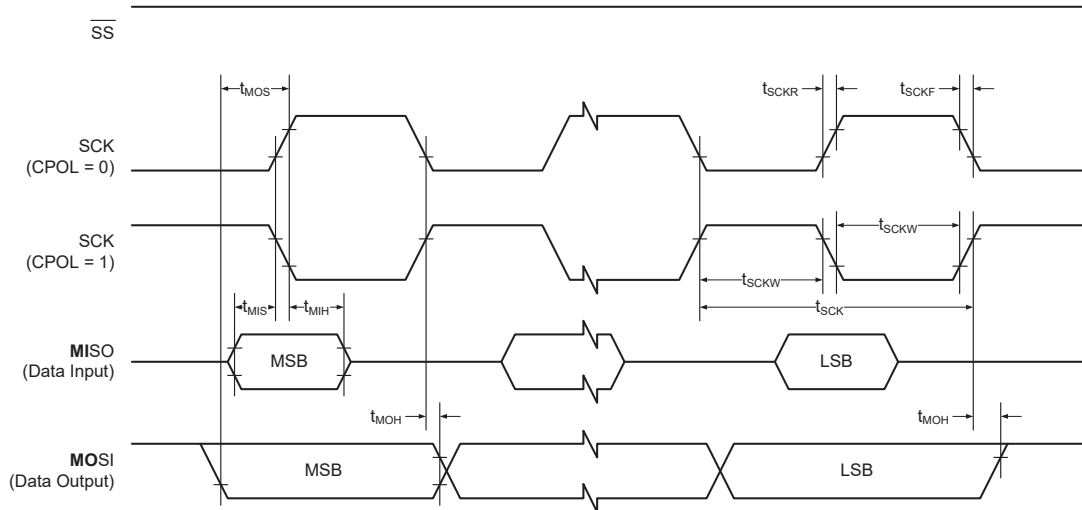 SS
tMOS
tSCKR
tSCKF
SCK
(CPOL = 0)
SCK
(CPOL = 1)
tSCKW
tSCKW
tSCK
tMIS
tMIH
MISO
(Data Input)
MSB
LSB
tMOH
tMOH
MOSI
(Data Output)
MSB
LSB